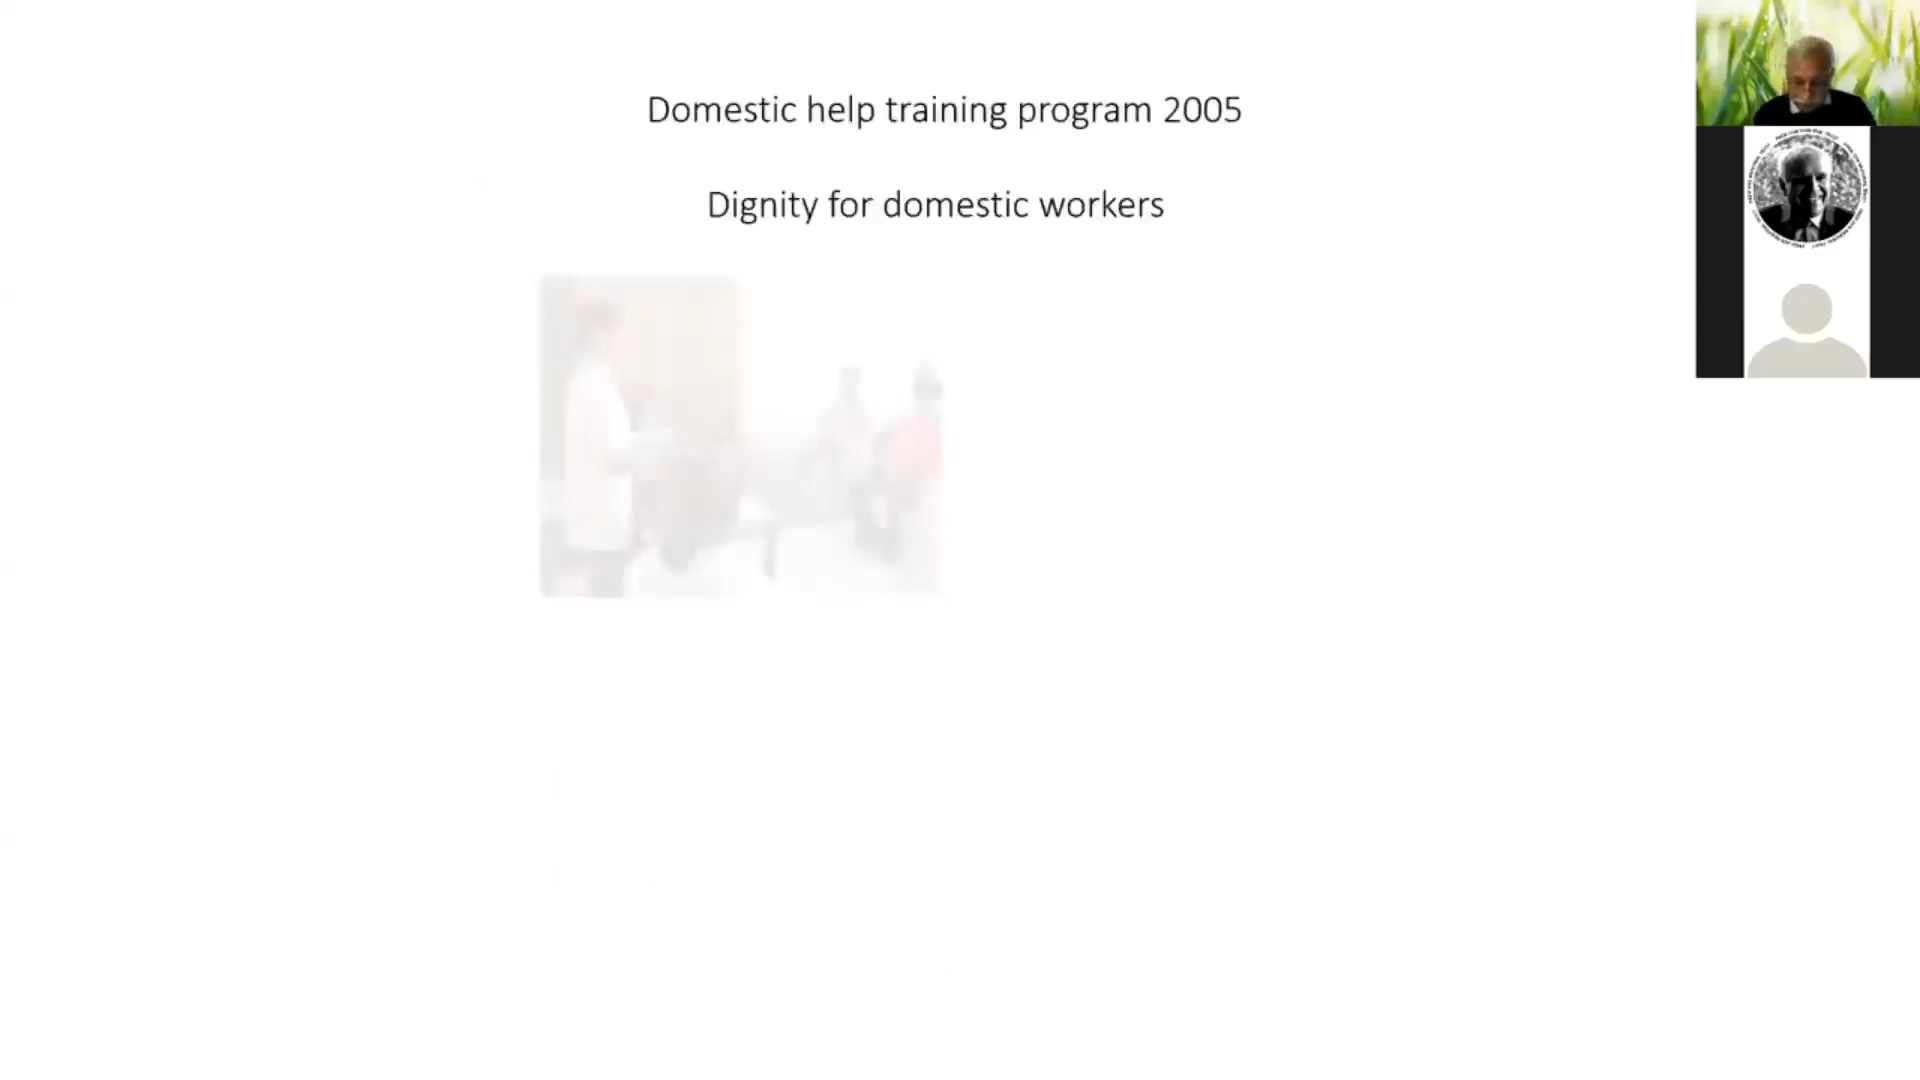 Domestic help training program 2005
Dignity for domestic workers